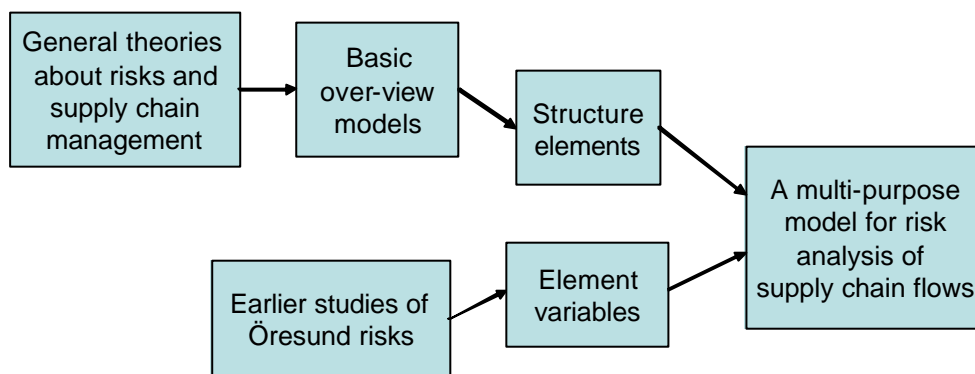 General theories
about risks and
supply chain
management
Basic
over-view
models
Structure
elements
A multi-purpose
model for risk
analysis of
supply chain flows
Earlier studies of
Öresund risks
Element
variables